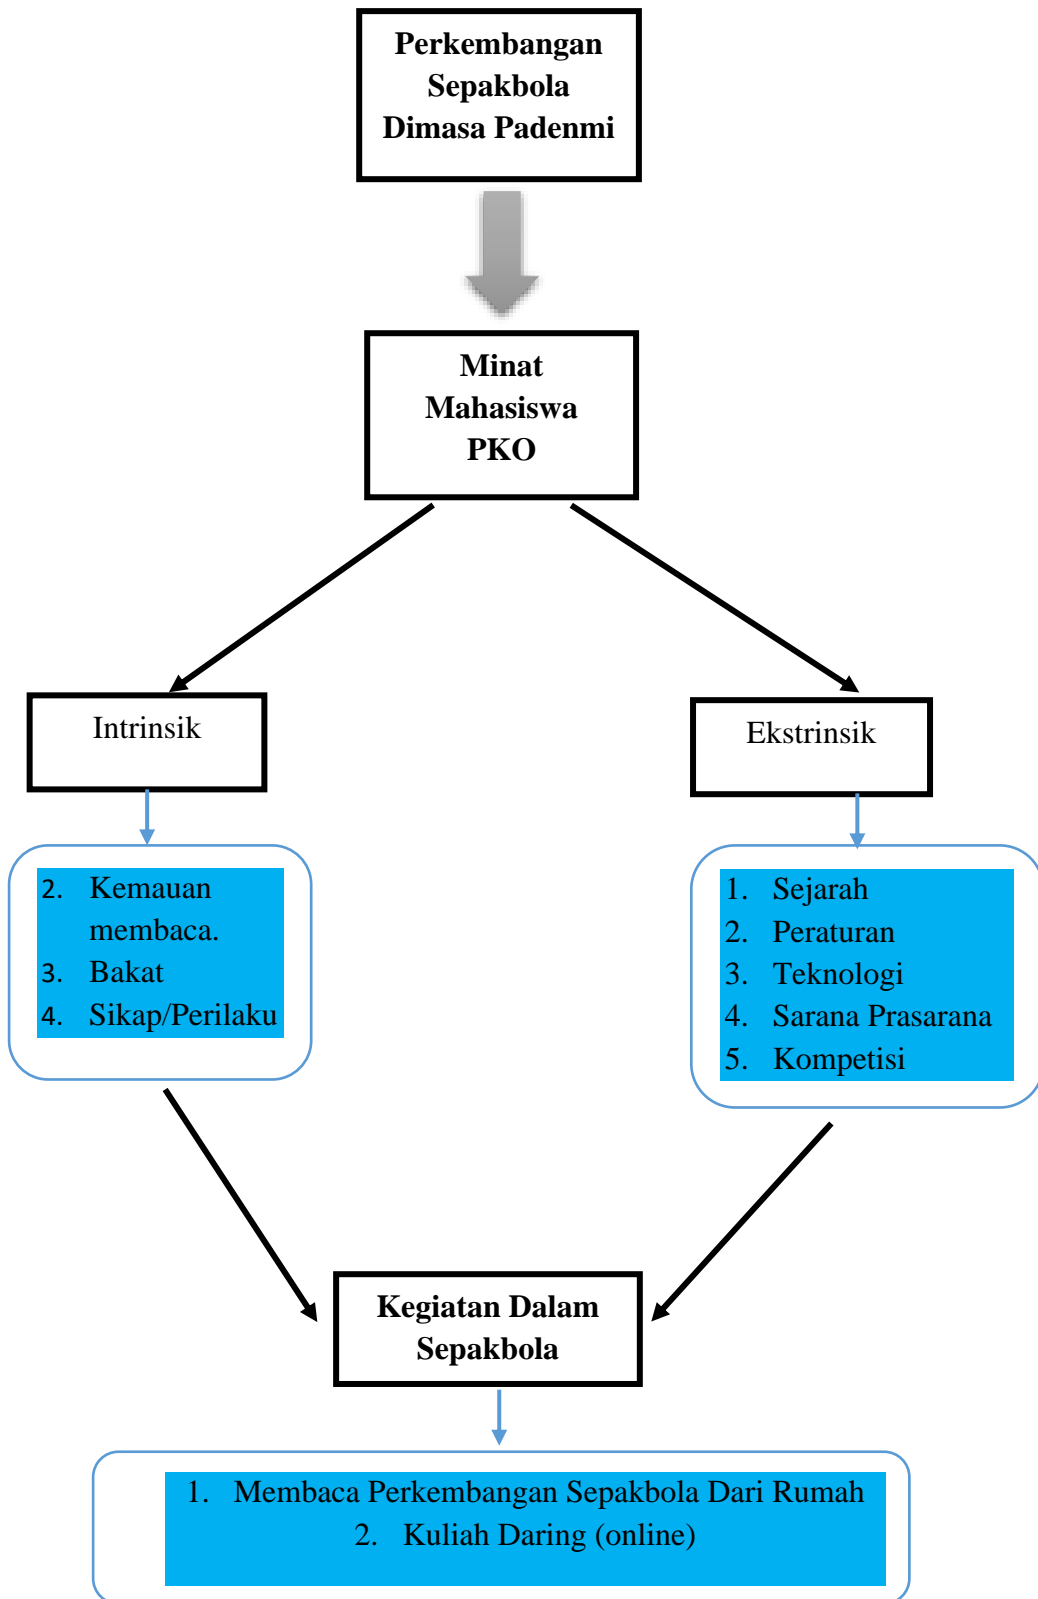 Perkembangan
Sepakbola
Dimasa Padenmi
Minat
Mahasiswa
PKO
Intrinsik
Ekstrinsik
2. Kemauan
membaca.
3. Bakat
4. Sikap/Perilaku
1. Sejarah
2. Peraturan
3. Teknologi
4. Sarana Prasarana
5. Kompetisi
Kegiatan Dalam
Sepakbola
1. Membaca Perkembangan Sepakbola Dari Rumah
2. Kuliah Daring (online)